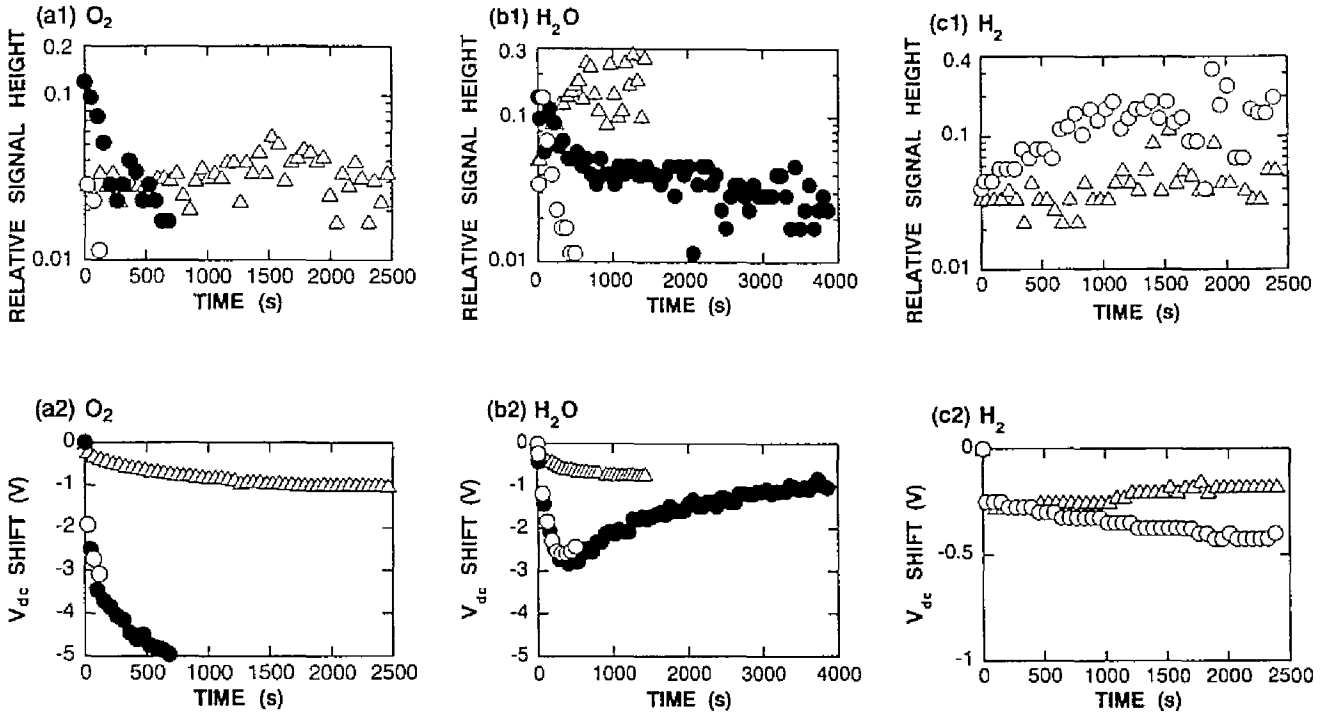 (a1) O2
RELATIVE SIGNAL HEIGHT
0.2
0.1
0.01
0 500 1000 1500 2000 2500
TIME (s)
(b1) H2O
RELATIVE SIGNAL HEIGHT
0.3
0.1
0.01
0 1000 2000 3000 4000
TIME (s)
(c1) H2
RELATIVE SIGNAL HEIGHT
0.4
0.1
0.01
0 500 1000 1500 2000 2500
TIME (s)
(a2) O2
Vdc SHIFT (V)
0
-1
-2
-3
-4
-5
0 500 1000 1500 2000 2500
TIME (s)
(b2) H2O
Vdc SHIFT (V)
0
-1
-2
-3
-4
-5
0 1000 2000 3000 4000
TIME (s)
(c2) H2
Vdc SHIFT (V)
0
-0.5
-1
0 500 1000 1500 2000 2500
TIME (s)